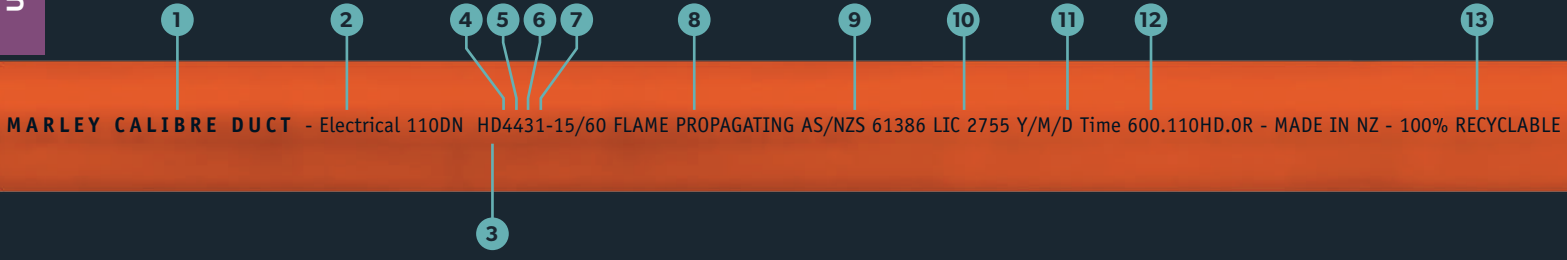 1 2 4 5 6 7 8 9 10 11 12 13
MARLEY CALIBRE DUCT - Electrical 110DN HD4431-15/60 FLAME PROPAGATING AS/NZS 61386 LIC 2755 Y/M/D Time 600.110HD.0R - MADE IN NZ - 100% RECYCLABLE
3